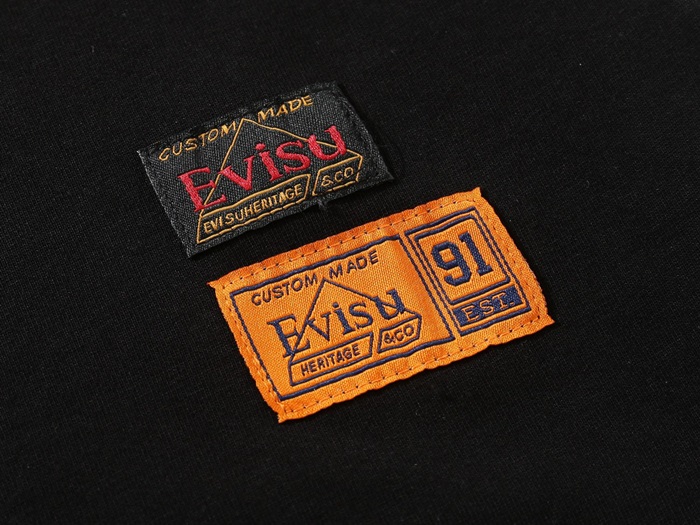 CUSTOM MADE
Evisu
EVISUHERITAGE &CO
CUSTOM MADE
Evisu
HERITAGE &CO
91
EST.